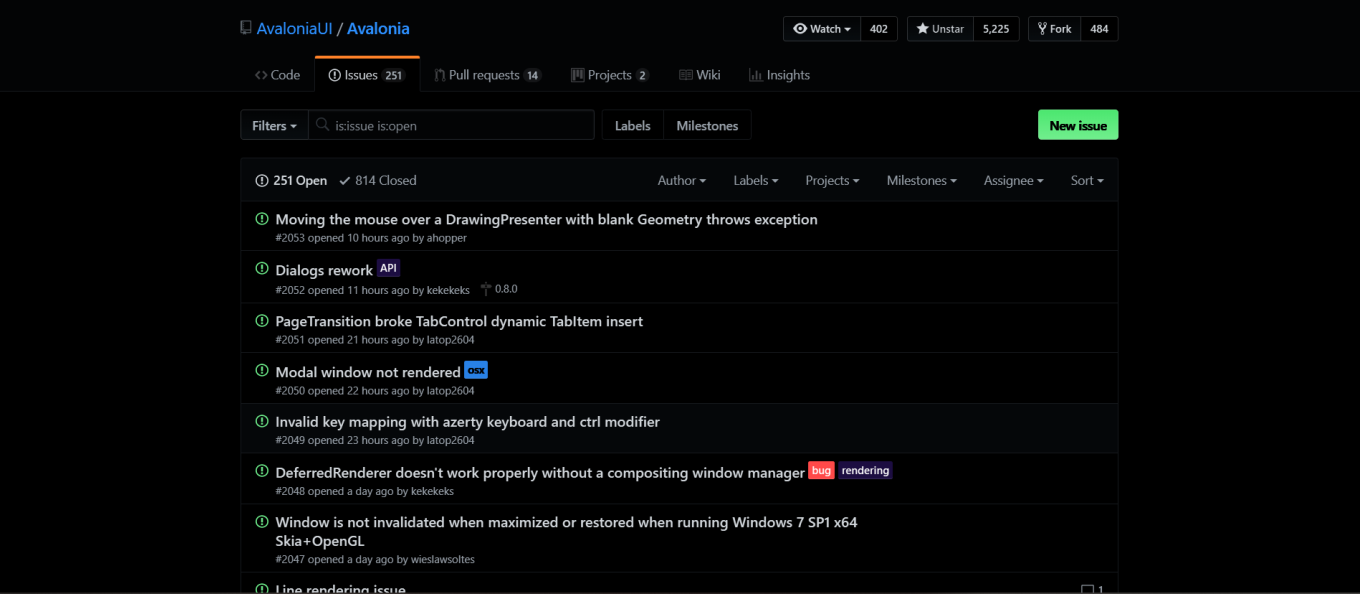 AvaloniaUI / Avalonia
Watch 402 Unstar 5,225 Fork 484
Code Issues 251 Pull requests 14 Projects 2 Wiki Insights
Filters is:issue is:open Labels Milestones New issue
251 Open 814 Closed Author Labels Projects Milestones Assignee Sort
Moving the mouse over a DrawingPresenter with blank Geometry throws exception
#2053 opened 10 hours ago by ahopper
Dialogs rework API
#2052 opened 11 hours ago by kekekeks 0.8.0
PageTransition broke TabControl dynamic TabItem insert
#2051 opened 21 hours ago by latop2604
Modal window not rendered osx
#2050 opened 22 hours ago by latop2604
Invalid key mapping with azerty keyboard and ctrl modifier
#2049 opened 23 hours ago by latop2604
DeferredRenderer doesn't work properly without a compositing window manager bug rendering
#2048 opened a day ago by kekekeks
Window is not invalidated when maximized or restored when running Windows 7 SP1 x64
Skia+OpenGL
#2047 opened a day ago by wieslawsoltes
Line rendering issue 1